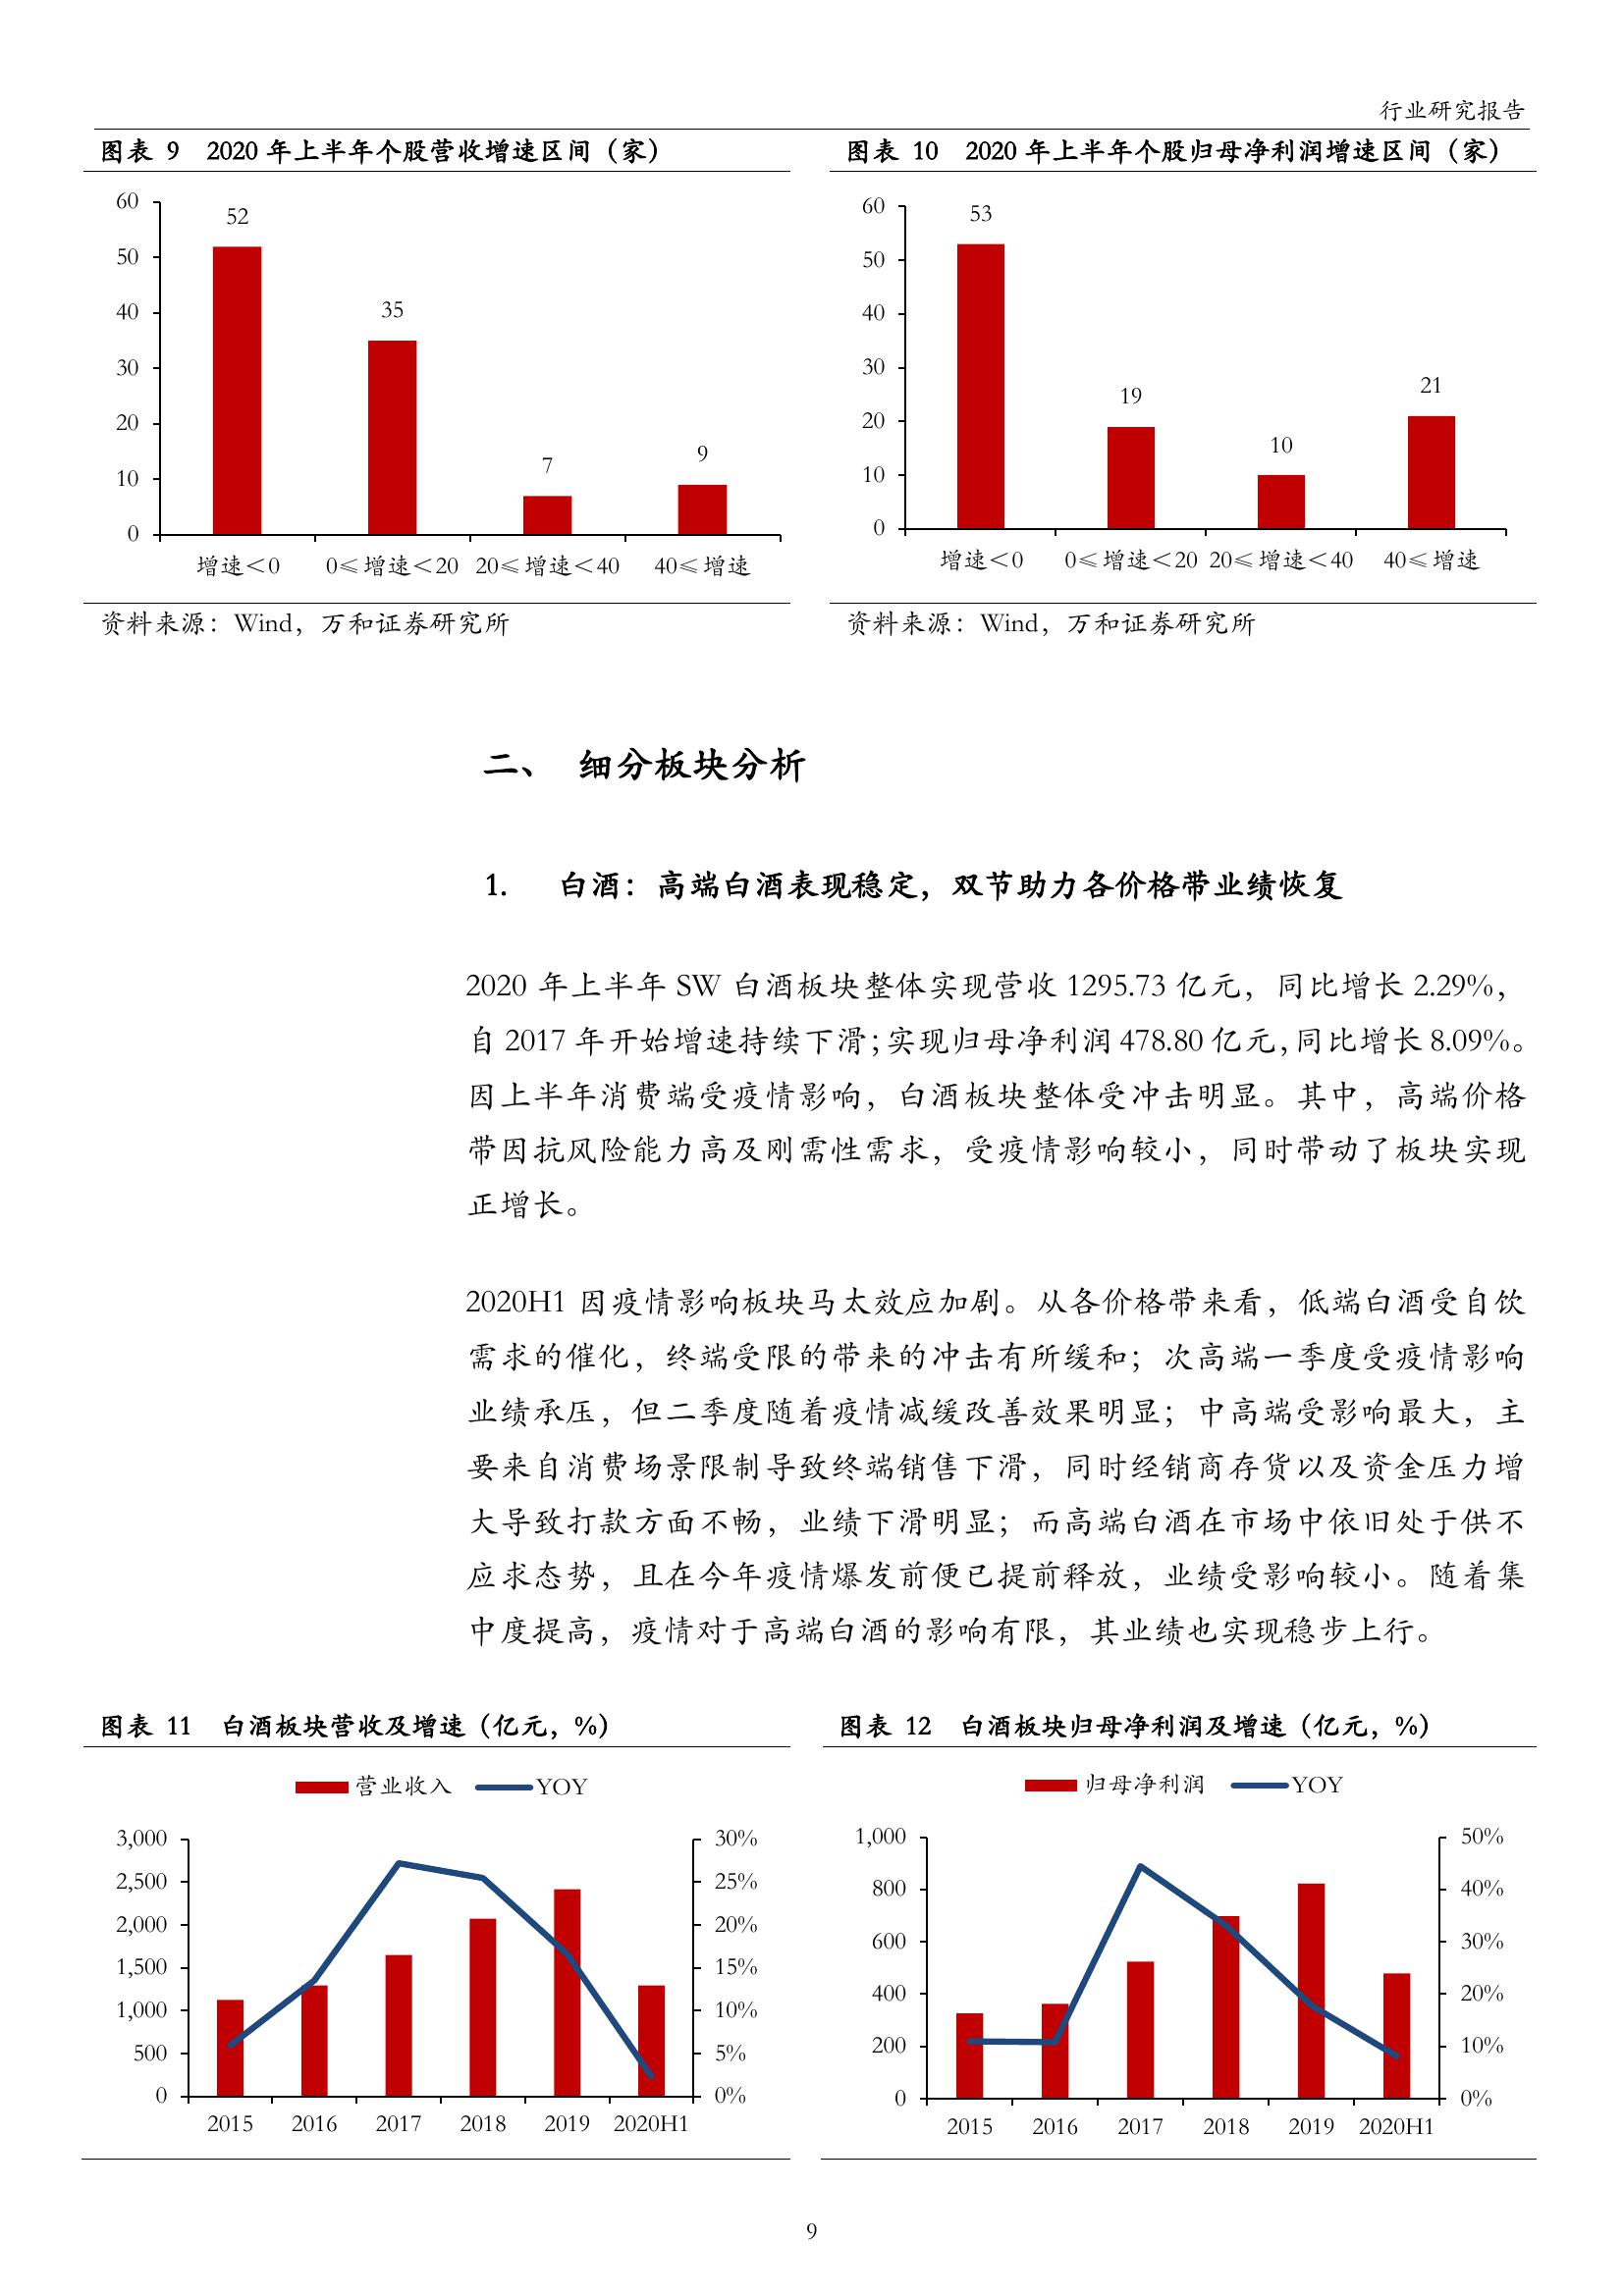 行业研究报告
图表 9 2020 年上半年个股营收增速区间（家）
60
50
40
30
20
10
0
52
35
7
9
增速＜0 0≤增速＜20 20≤增速＜40 40≤增速
资料来源：Wind，万和证券研究所
图表 10 2020 年上半年个股归母净利润增速区间（家）
60
50
40
30
20
10
0
53
19
10
21
增速＜0 0≤增速＜20 20≤增速＜40 40≤增速
资料来源：Wind，万和证券研究所
二、 细分板块分析
1. 白酒：高端白酒表现稳定，双节助力各价格带业绩恢复
2020 年上半年 SW 白酒板块整体实现营收 1295.73 亿元，同比增长 2.29%，
自 2017 年开始增速持续下滑；实现归母净利润 478.80 亿元，同比增长 8.09%。
因上半年消费端受疫情影响，白酒板块整体受冲击明显。其中，高端价格
带因抗风险能力高及刚需性需求，受疫情影响较小，同时带动了板块实现
正增长。
2020H1 因疫情影响板块马太效应加剧。从各价格带来看，低端白酒受自饮
需求的催化，终端受限的带来的冲击有所缓和；次高端一季度受疫情影响
业绩承压，但二季度随着疫情减缓改善效果明显；中高端受影响最大，主
要来自消费场景限制导致终端销售下滑，同时经销商存货以及资金压力增
大导致打款方面不畅，业绩下滑明显；而高端白酒在市场中依旧处于供不
应求态势，且在今年疫情爆发前便已提前释放，业绩受影响较小。随着集
中度提高，疫情对于高端白酒的影响有限，其业绩也实现稳步上行。
图表 11 白酒板块营收及增速（亿元，%）
营业收入 YOY
3,000
2,500
2,000
1,500
1,000
500
0
30%
25%
20%
15%
10%
5%
0%
2015 2016 2017 2018 2019 2020H1
图表 12 白酒板块归母净利润及增速（亿元，%）
归母净利润 YOY
1,000
800
600
400
200
0
50%
40%
30%
20%
10%
0%
2015 2016 2017 2018 2019 2020H1
9